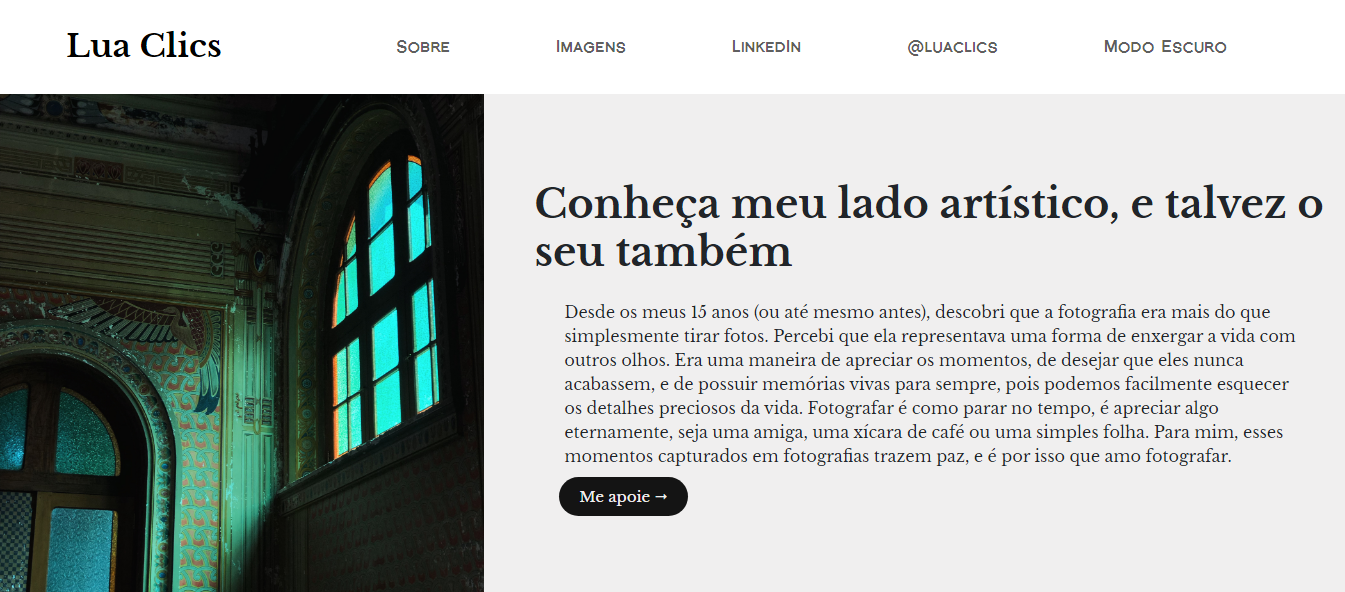 Lua Clics
Sobre
Imagens
LinkedIn
@luaclics
Modo Escuro
Conheça meu lado artístico, e talvez o
seu também
Desde os meus 15 anos (ou até mesmo antes), descobri que a fotografia era mais do que
simplesmente tirar fotos. Percebi que ela representava uma forma de enxergar a vida com
outros olhos. Era uma maneira de apreciar os momentos, de desejar que eles nunca
acabassem, e de possuir memórias vivas para sempre, pois podemos facilmente esquecer
os detalhes preciosos da vida. Fotografar é como parar no tempo, é apreciar algo
eternamente, seja uma amiga, uma xícara de café ou uma simples folha. Para mim, esses
momentos capturados em fotografias trazem paz, e é por isso que amo fotografar.
Me apoie →